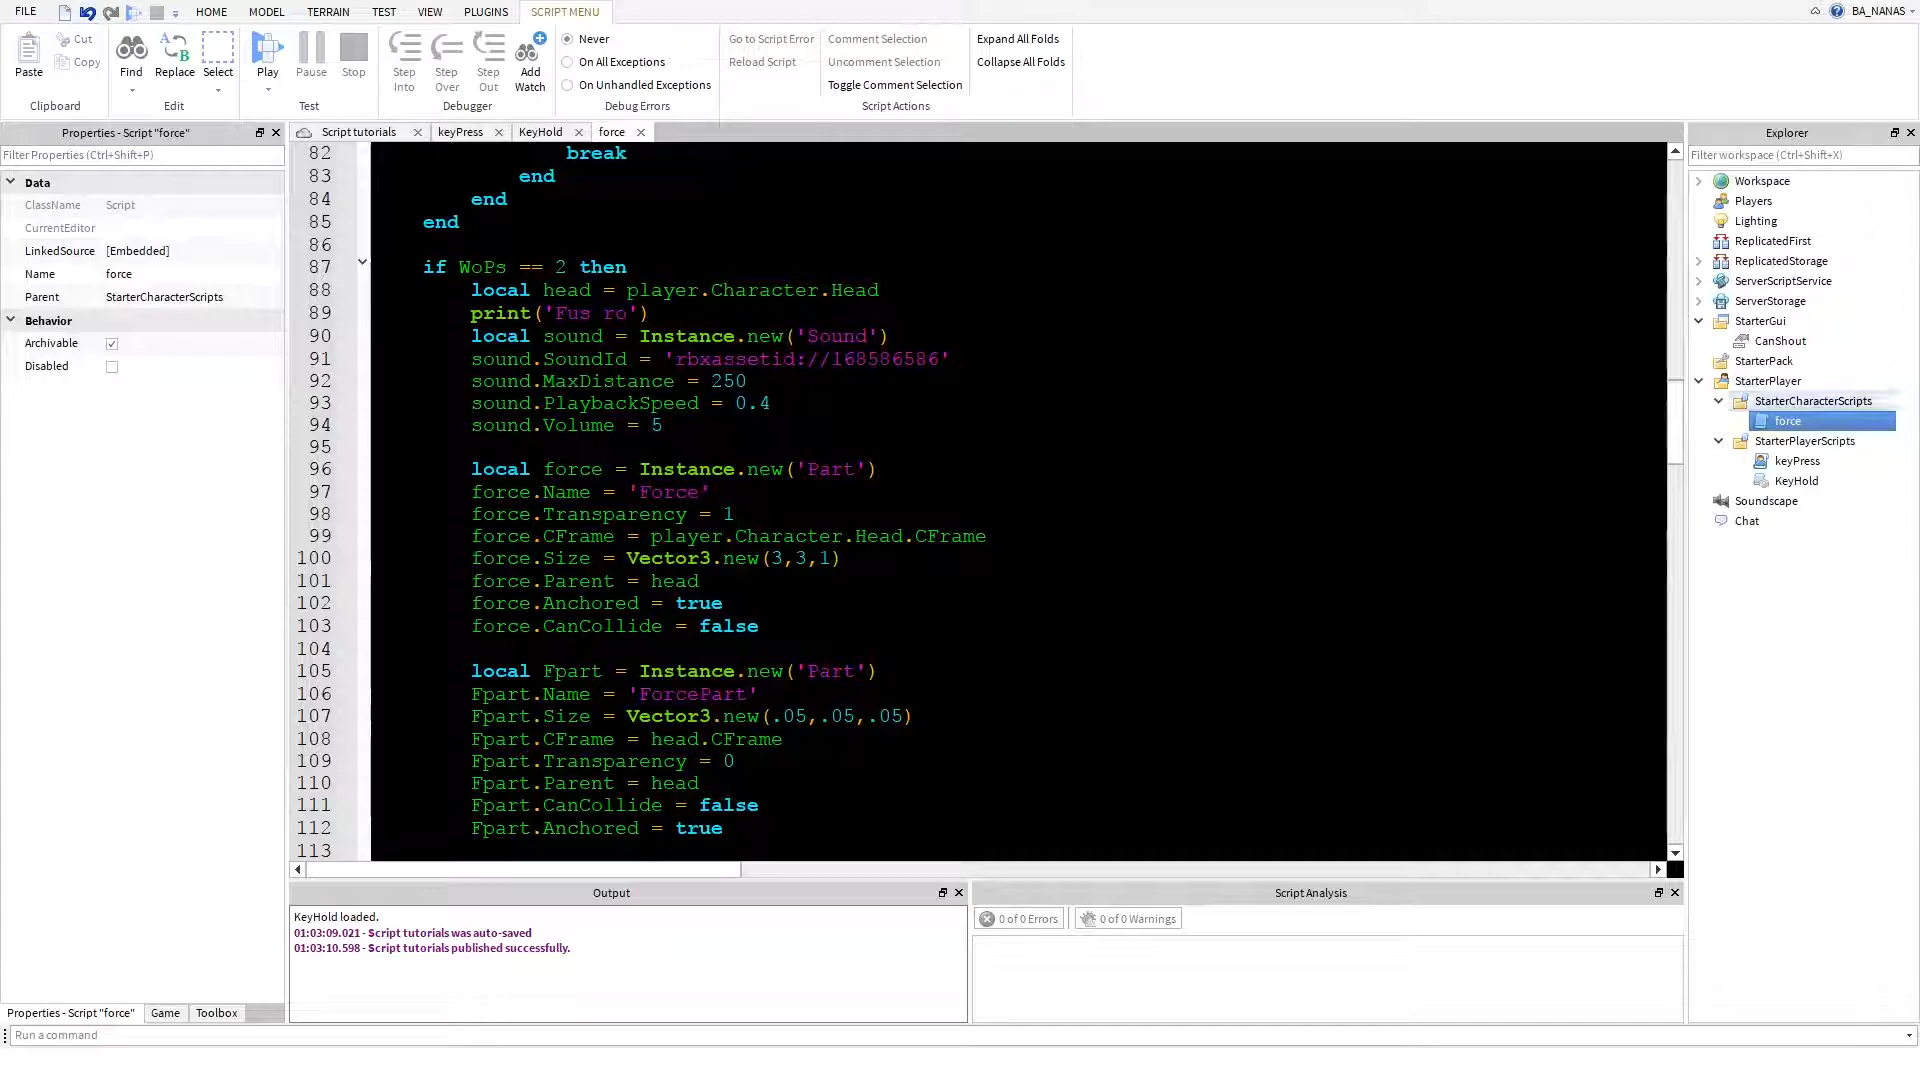 FILE HOME MODEL TERRAIN TEST VIEW PLUGINS SCRIPT MENU BA_NANAS
Paste Cut Copy Find Replace Select Play Pause Stop Step Into Step Over Step Out Add Watch
Never
On All Exceptions
On Unhandled Exceptions
Go to Script Error
Reload Script
Comment Selection
Uncomment Selection
Toggle Comment Selection
Expand All Folds
Collapse All Folds
Clipboard Edit Test Debugger Debug Errors Script Actions
Properties - Script "force"
Filter Properties (Ctrl+Shift+P)
Data
ClassName Script
CurrentEditor
LinkedSource [Embedded]
Name force
Parent StarterCharacterScripts
Behavior
Archivable
Disabled
Script tutorials keyPress KeyHold force
82 break
83 end
84 end
85 end
86
87 if WoPs == 2 then
88 local head = player.Character.Head
89 print('Fus ro')
90 local sound = Instance.new('Sound')
91 sound.SoundId = 'rbxassetid://168586586'
92 sound.MaxDistance = 250
93 sound.PlaybackSpeed = 0.4
94 sound.Volume = 5
95
96 local force = Instance.new('Part')
97 force.Name = 'Force'
98 force.Transparency = 1
99 force.CFrame = player.Character.Head.CFrame
100 force.Size = Vector3.new(3,3,1)
101 force.Parent = head
102 force.Anchored = true
103 force.CanCollide = false
104
105 local Fpart = Instance.new('Part')
106 Fpart.Name = 'ForcePart'
107 Fpart.Size = Vector3.new(.05,.05,.05)
108 Fpart.CFrame = head.CFrame
109 Fpart.Transparency = 0
110 Fpart.Parent = head
111 Fpart.CanCollide = false
112 Fpart.Anchored = true
113
Explorer
Filter workspace (Ctrl+Shift+X)
Workspace
Players
Lighting
ReplicatedFirst
ReplicatedStorage
ServerScriptService
ServerStorage
StarterGui
CanShout
StarterPack
StarterPlayer
StarterCharacterScripts
force
StarterPlayerScripts
keyPress
KeyHold
Soundscape
Chat
Output
KeyHold loaded.
01:03:09.021 - Script tutorials was auto-saved
01:03:10.598 - Script tutorials published successfully.
Script Analysis
0 of 0 Errors 0 of 0 Warnings
Properties - Script "force" Game Toolbox
Run a command